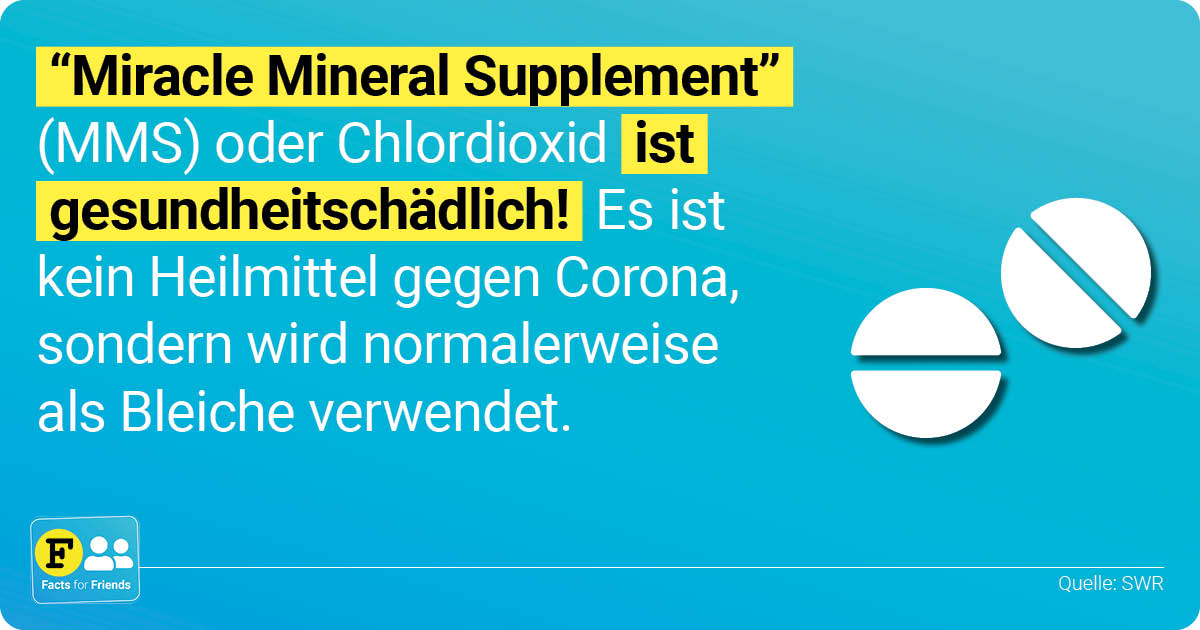 “Miracle Mineral Supplement”
(MMS) oder Chlordioxid ist
gesundheitschädlich! Es ist
kein Heilmittel gegen Corona,
sondern wird normalerweise
als Bleiche verwendet.
F
Facts for Friends
Quelle: SWR